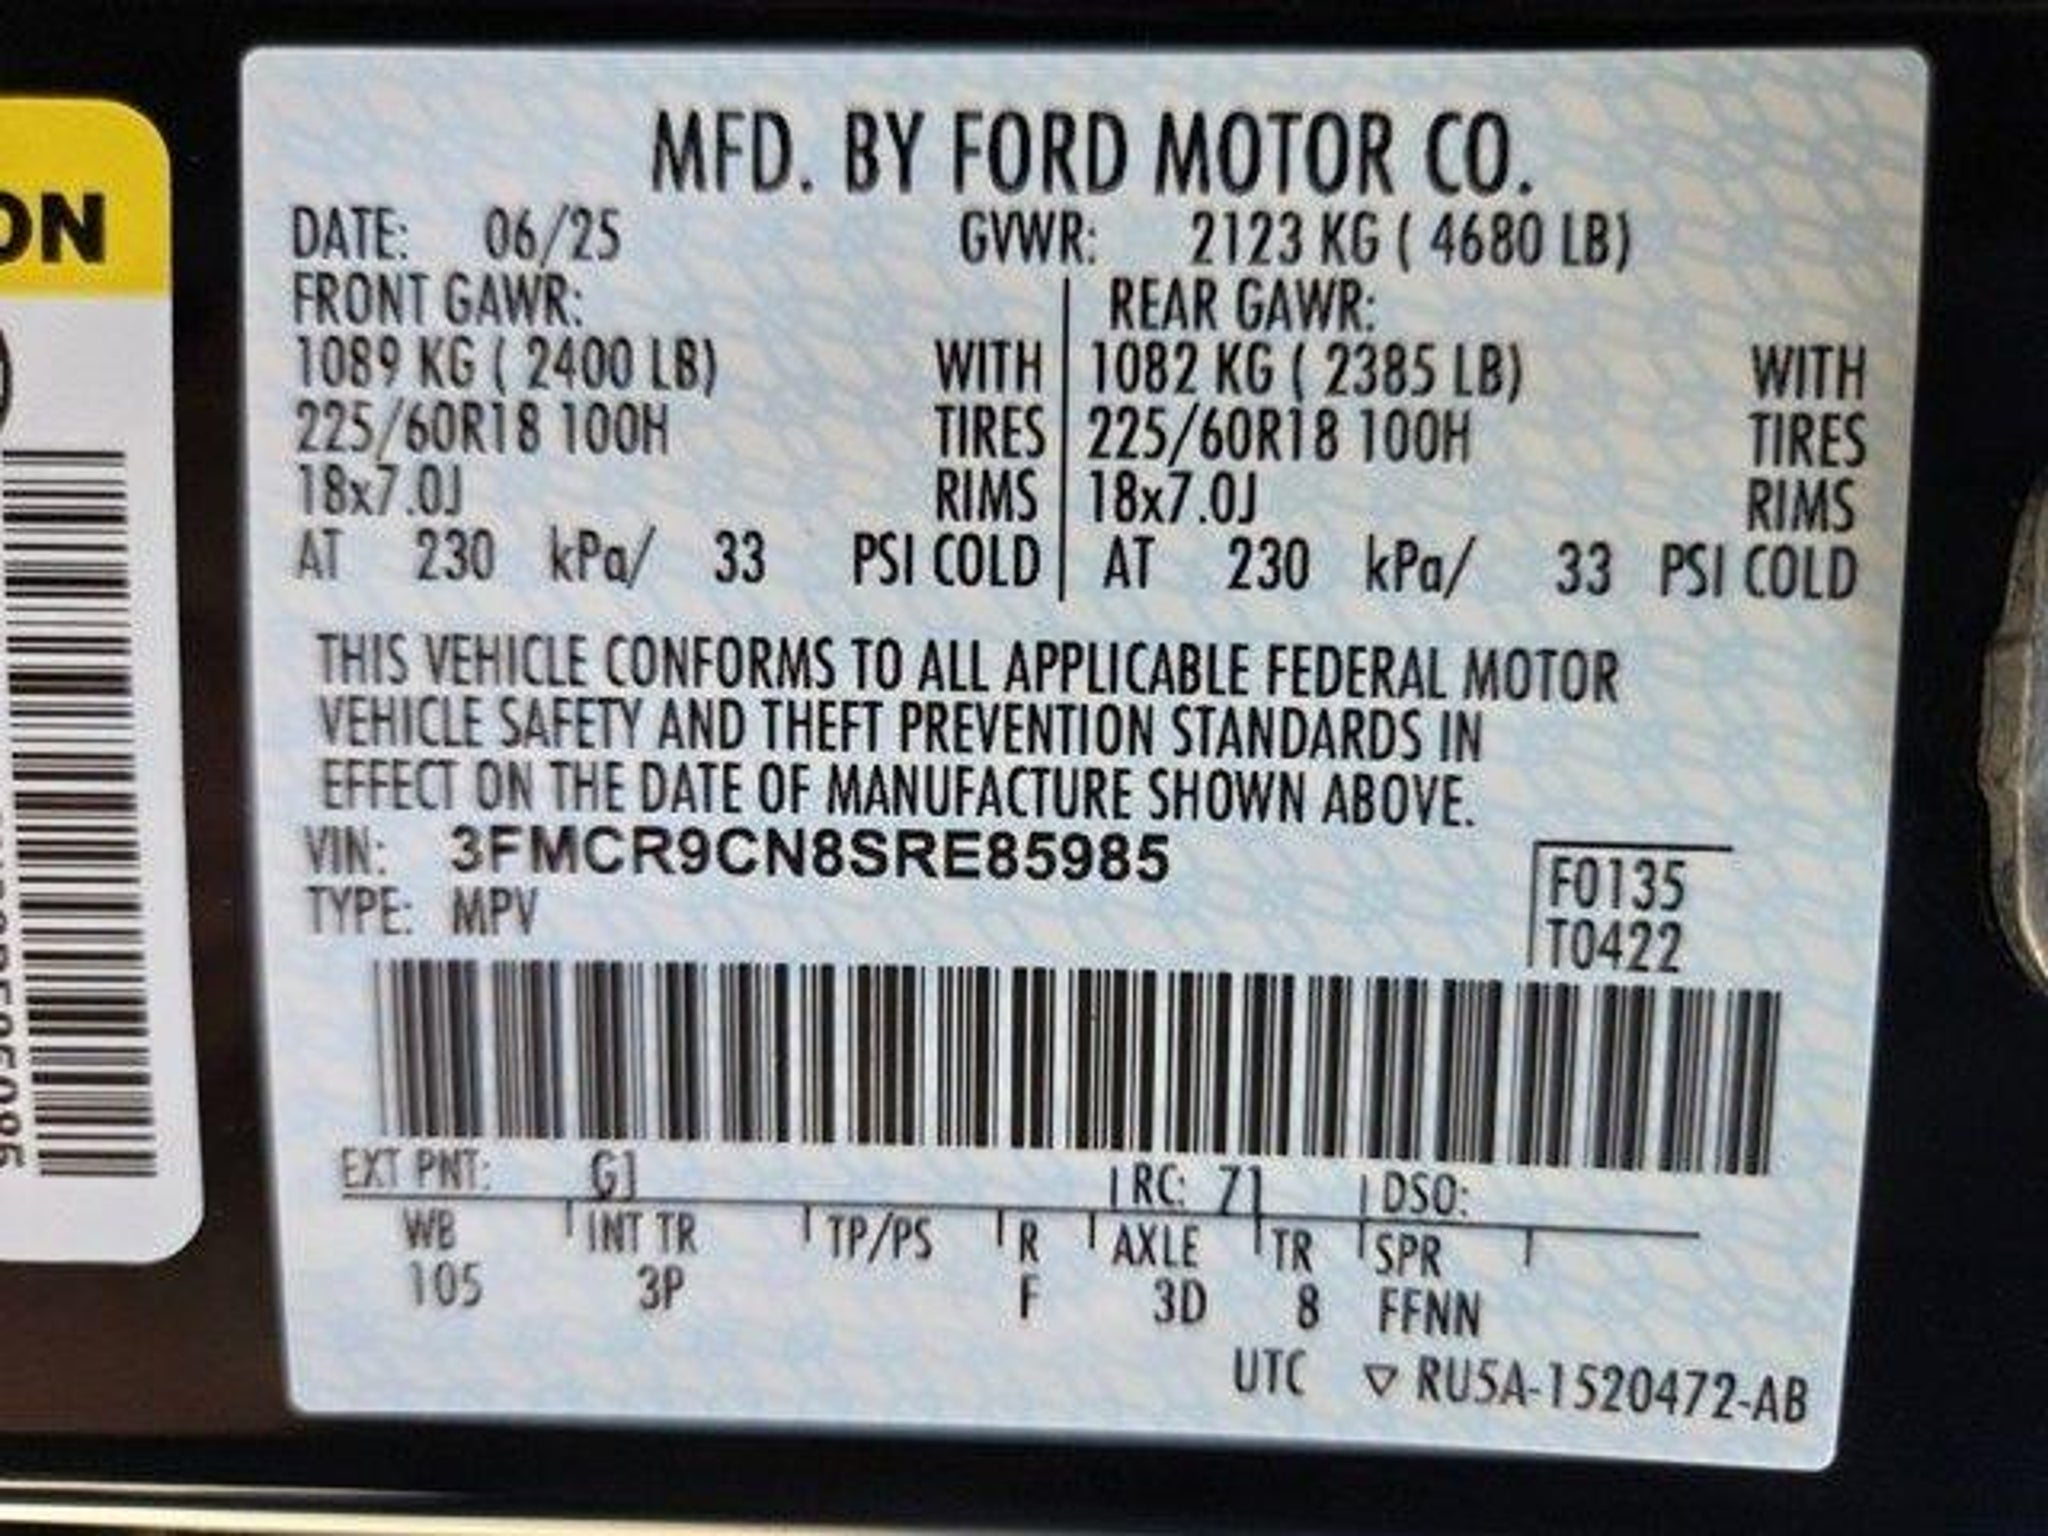 ON
MFD. BY FORD MOTOR CO.
DATE: 06/25 GVWR: 2123 KG ( 4680 LB)
FRONT GAWR: REAR GAWR:
1089 KG ( 2400 LB) WITH 1082 KG ( 2385 LB) WITH
225/60R18 100H TIRES 225/60R18 100H TIRES
18x7.0J RIMS 18x7.0J RIMS
AT 230 kPa/ 33 PSI COLD AT 230 kPa/ 33 PSI COLD
THIS VEHICLE CONFORMS TO ALL APPLICABLE FEDERAL MOTOR
VEHICLE SAFETY AND THEFT PREVENTION STANDARDS IN
EFFECT ON THE DATE OF MANUFACTURE SHOWN ABOVE.
VIN: 3FMCR9CN8SRE85985
TYPE: MPV
F0135
T0422
EXT PNT: G1 RC: 71 DSO:
WB INT TR TP/PS R AXLE TR SPR
105 3P F 3D 8 FFNN
UTC ▽ RU5A-1520472-AB